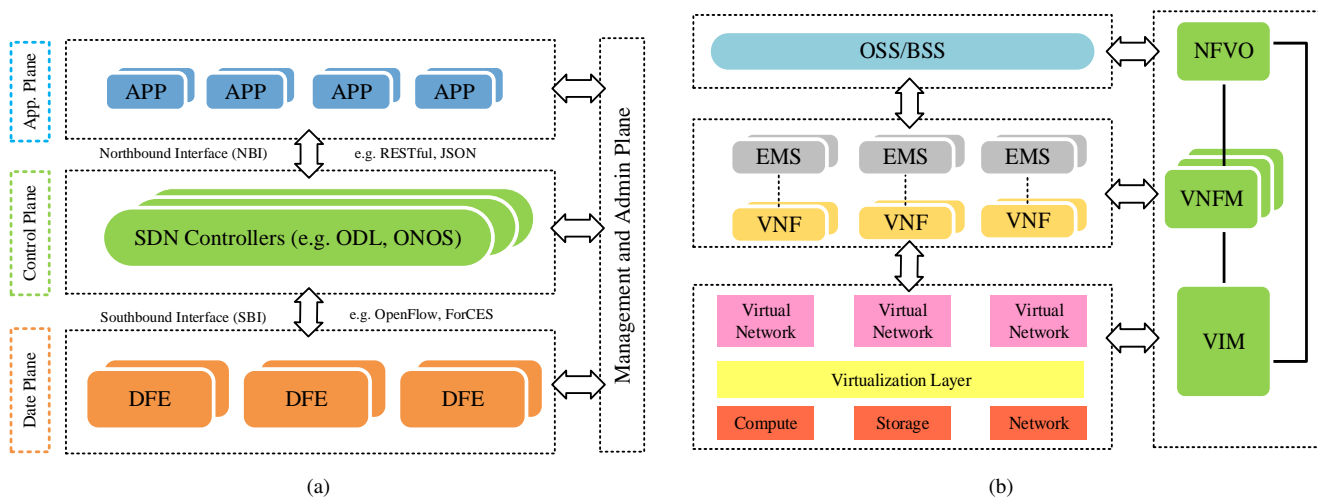 App. Plane
APP
APP
APP
APP
Northbound Interface (NBI)
e.g. RESTful, JSON
Control Plane
SDN Controllers (e.g. ODL, ONOS)
Southbound Interface (SBI)
e.g. OpenFlow, ForCES
Date Plane
DFE
DFE
DFE
Management and Admin Plane
(a)
OSS/BSS
EMS
EMS
EMS
VNF
VNF
VNF
Virtual
Network
Virtual
Network
Virtual
Network
Virtualization Layer
Compute
Storage
Network
NFVO
VNFM
VIM
(b)